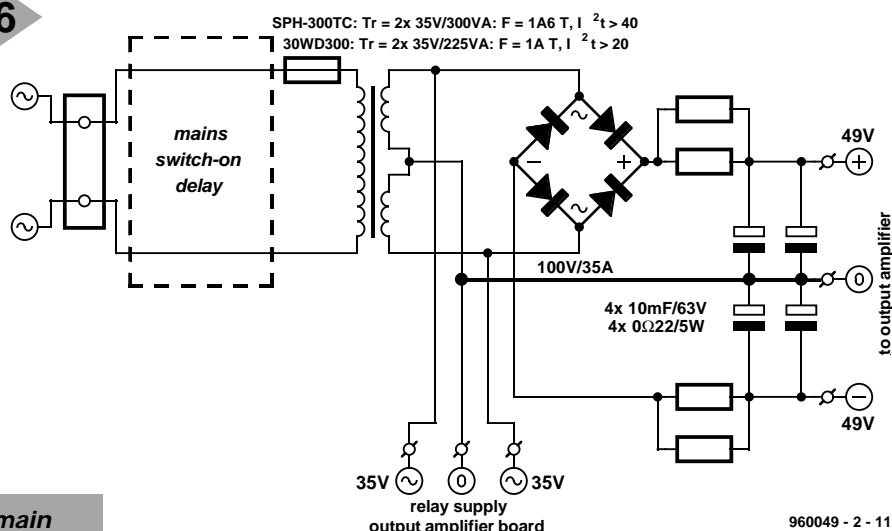 6
SPH-300TC: Tr = 2x 35V/300VA: F = 1A6 T, I ²t > 40
30WD300: Tr = 2x 35V/225VA: F = 1A T, I ²t > 20
mains
switch-on
delay
49V
+
−
+
100V/35A
0
to output amplifier
4x 10mF/63V
4x 0Ω22/5W
−
49V
35V
0
35V
relay supply
output amplifier board
main
960049 - 2 - 11